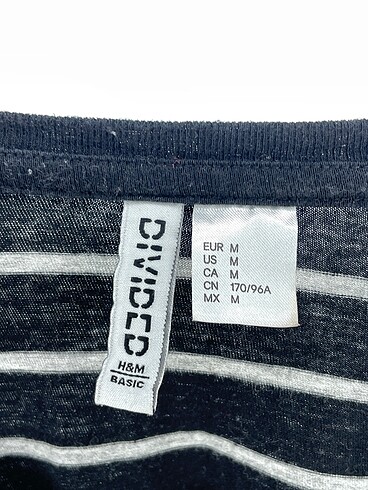 DIVIDED
H&M
BASIC
EUR M
US M
CA M
CN 170/96A
MX M